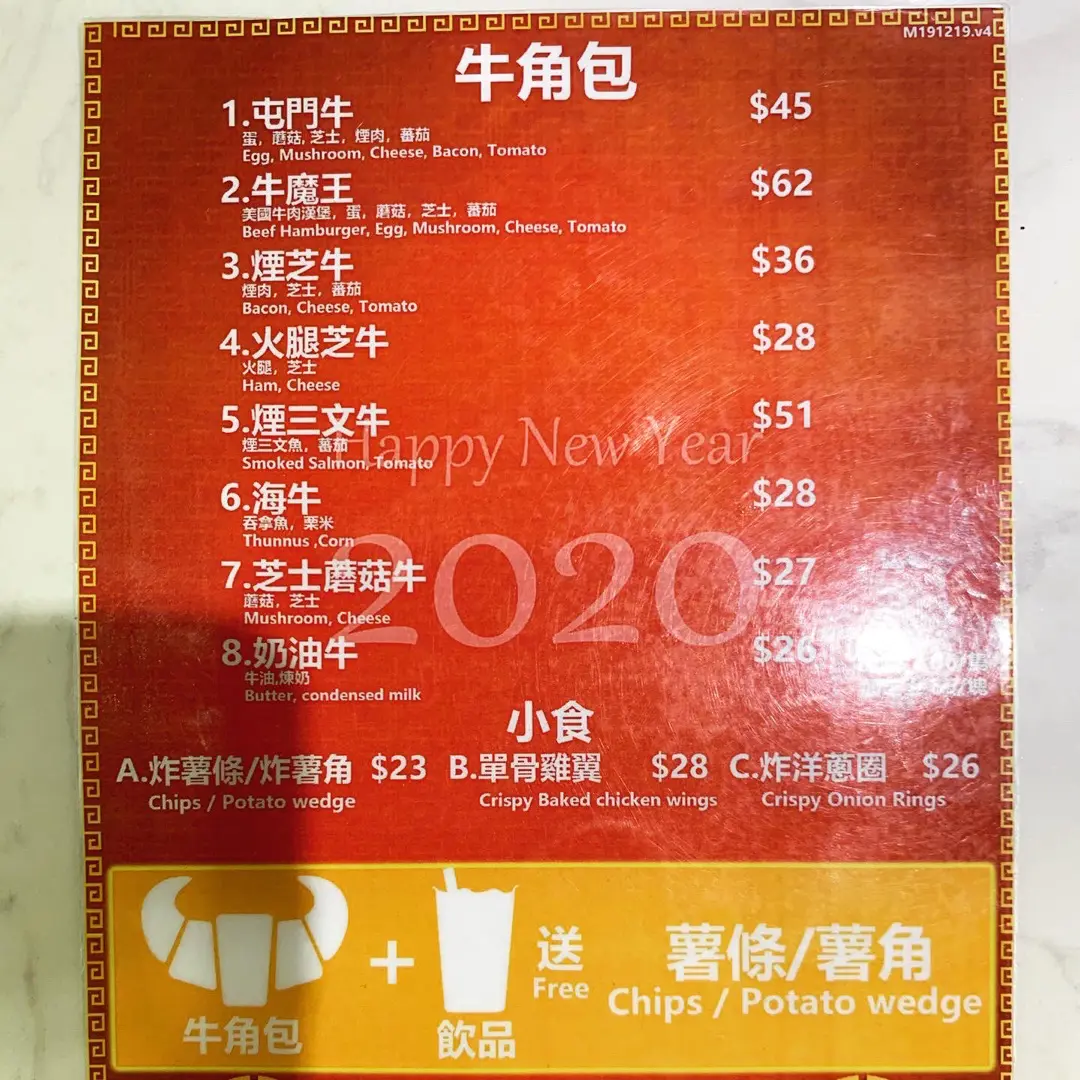 M191219.v4
牛角包
1.屯門牛 $45
蛋，蘑菇, 芝士，煙肉，蕃茄
Egg, Mushroom, Cheese, Bacon, Tomato
2.牛魔王 $62
美國牛肉漢堡，蛋，蘑菇，芝士，蕃茄
Beef Hamburger, Egg, Mushroom, Cheese, Tomato
3.煙芝牛 $36
煙肉，芝士，蕃茄
Bacon, Cheese, Tomato
4.火腿芝牛 $28
火腿，芝士
Ham, Cheese
5.煙三文牛 $51
煙三文魚，蕃茄
Smoked Salmon, Tomato
Happy New Year
6.海牛 $28
吞拿魚，栗米
Thunnus ,Corn
2020
7.芝士蘑菇牛 $27
蘑菇，芝士
Mushroom, Cheese
8.奶油牛 $26
牛油,煉奶
Butter, condensed milk
小食
A.炸薯條/炸薯角 $23 B.單骨雞翼 $28 C.炸洋蔥圈 $26
Chips / Potato wedge Crispy Baked chicken wings Crispy Onion Rings
牛角包 + 飲品 送 薯條/薯角
Free Chips / Potato wedge